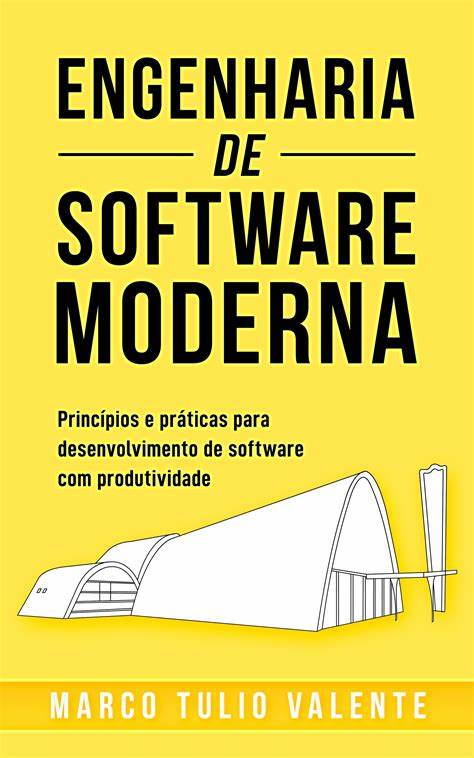 ENGENHARIA
DE
SOFTWARE
MODERNA
Princípios e práticas para
desenvolvimento de software
com produtividade
MARCO TULIO VALENTE